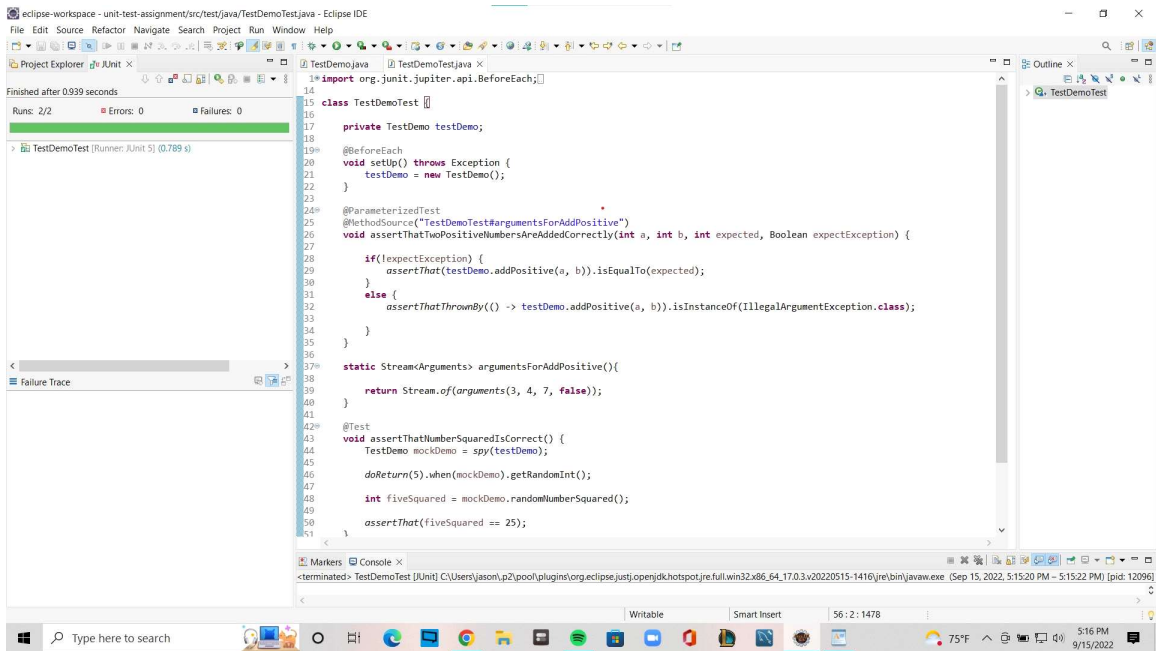 eclipse-workspace - unit-test-assignment/src/test/java/TestDemoTest.java - Eclipse IDE
File Edit Source Refactor Navigate Search Project Run Window Help
Project Explorer JUnit
TestDemo.java TestDemoTest.java
Outline
TestDemoTest
Finished after 0.939 seconds
Runs: 2/2 Errors: 0 Failures: 0
TestDemoTest [Runner: JUnit 5] (0.789 s)
Failure Trace
1 import org.junit.jupiter.api.BeforeEach;
14
15 class TestDemoTest {
16
17 private TestDemo testDemo;
18
19 @BeforeEach
20 void setUp() throws Exception {
21 testDemo = new TestDemo();
22 }
23
24 @ParameterizedTest
25 @MethodSource("TestDemoTest#argumentsForAddPositive")
26 void assertThatTwoPositiveNumbersAreAddedCorrectly(int a, int b, int expected, Boolean expectException) {
27
28 if(!expectException) {
29 assertThat(testDemo.addPositive(a, b)).isEqualTo(expected);
30 }
31 else {
32 assertThatThrownBy(() -> testDemo.addPositive(a, b)).isInstanceOf(IllegalArgumentException.class);
33
34 }
35 }
36
37 static Stream<Arguments> argumentsForAddPositive(){
38
39 return Stream.of(arguments(3, 4, 7, false));
40 }
41
42 @Test
43 void assertThatNumberSquaredIsCorrect() {
44 TestDemo mockDemo = spy(testDemo);
45
46 doReturn(5).when(mockDemo).getRandomInt();
47
48 int fiveSquared = mockDemo.randomNumberSquared();
49
50 assertThat(fiveSquared == 25);
51 }
Markers Console
<terminated> TestDemoTest [JUnit] C:\Users\jason\.p2\pool\plugins\org.eclipse.justj.openjdk.hotspot.jre.full.win32.x86_64_17.0.3.v20220515-1416\jre\bin\javaw.exe (Sep 15, 2022, 5:15:20 PM – 5:15:22 PM) [pid: 12096]
Writable Smart Insert 56 : 2 : 1478
Type here to search
75°F
5:16 PM
9/15/2022